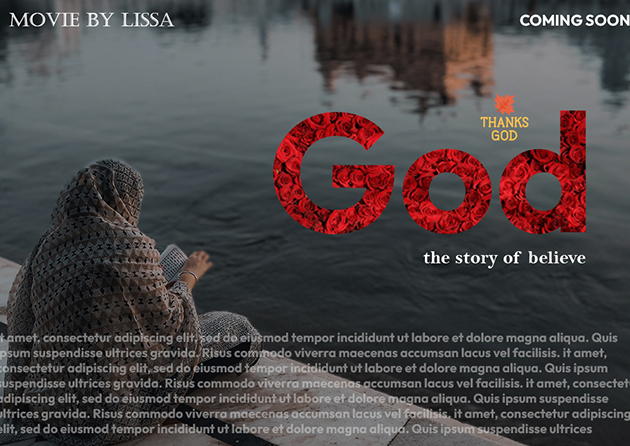 MOVIE BY LISSA
COMING SOON
THANKS
GOD
God
the story of believe
t amet, consectetur adipiscing elit, sed do eiusmod tempor incididunt ut labore et dolore magna aliqua. Quis
ipsum suspendisse ultrices gravida. Risus commodo viverra maecenas accumsan lacus vel facilisis. it amet,
consectetur adipiscing elit, sed do eiusmod tempor incididunt ut labore et dolore magna aliqua. Quis ipsum
suspendisse ultrices gravida. Risus commodo viverra maecenas accumsan lacus vel facilisis. it amet, consectetu
adipiscing elit, sed do eiusmod tempor incididunt ut labore et dolore magna aliqua. Quis ipsum suspendisse
ultrices gravida. Risus commodo viverra maecenas accumsan lacus vel facilisis. it amet, consectetur adipiscing
elit, sed do eiusmod tempor incididunt ut labore et dolore magna aliqua. Quis ipsum suspendisse ultrices